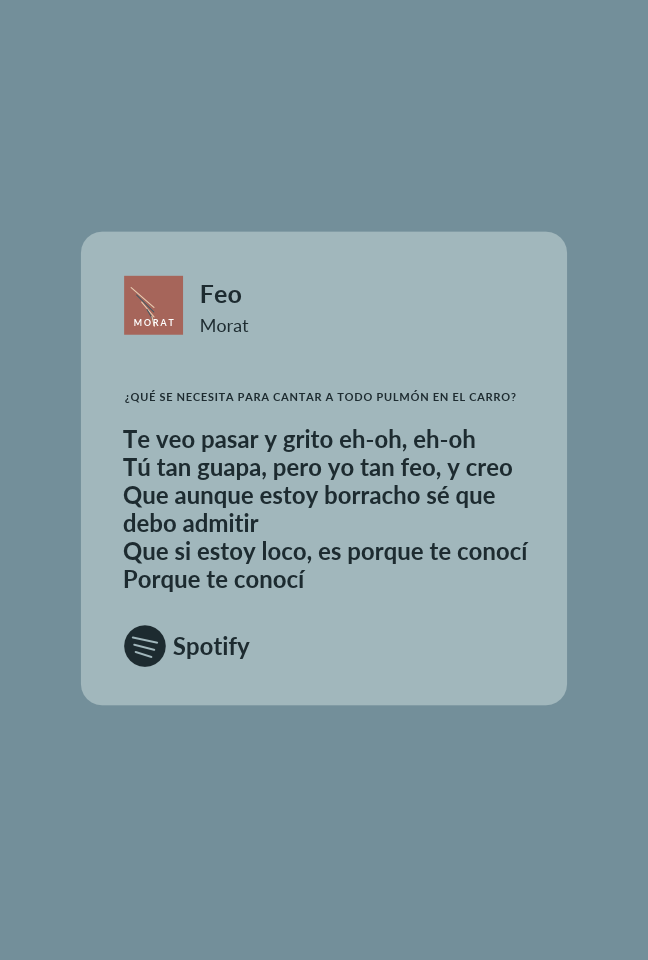 MORAT
Feo
Morat
¿QUÉ SE NECESITA PARA CANTAR A TODO PULMÓN EN EL CARRO?
Te veo pasar y grito eh-oh, eh-oh
Tú tan guapa, pero yo tan feo, y creo
Que aunque estoy borracho sé que
debo admitir
Que si estoy loco, es porque te conocí
Porque te conocí
Spotify